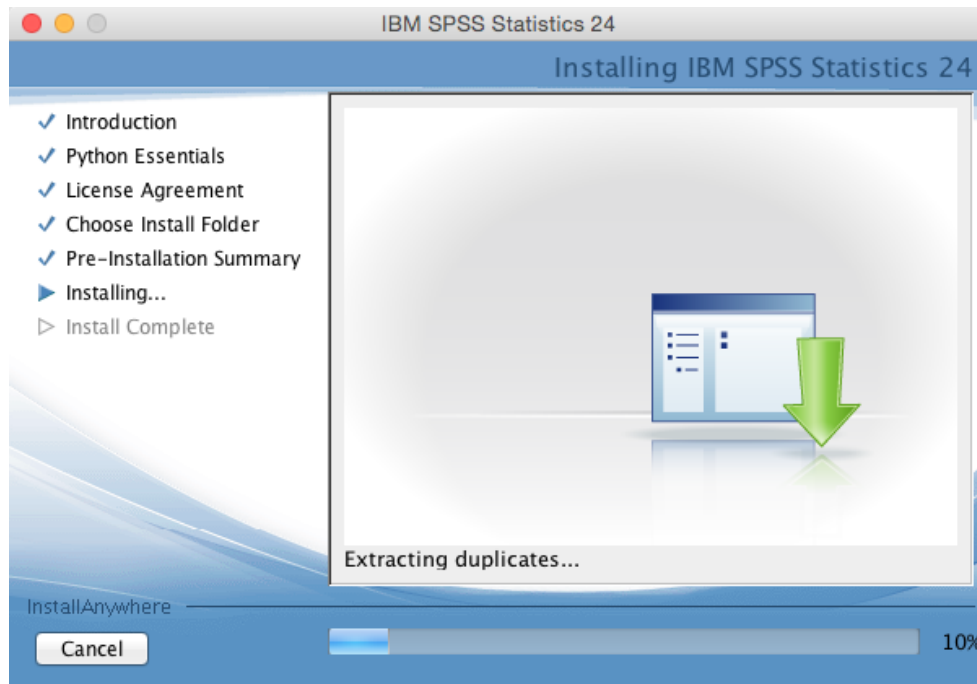 IBM SPSS Statistics 24
Installing IBM SPSS Statistics 24
Introduction
Python Essentials
License Agreement
Choose Install Folder
Pre-Installation Summary
Installing...
Install Complete
Extracting duplicates...
InstallAnywhere
Cancel
10%